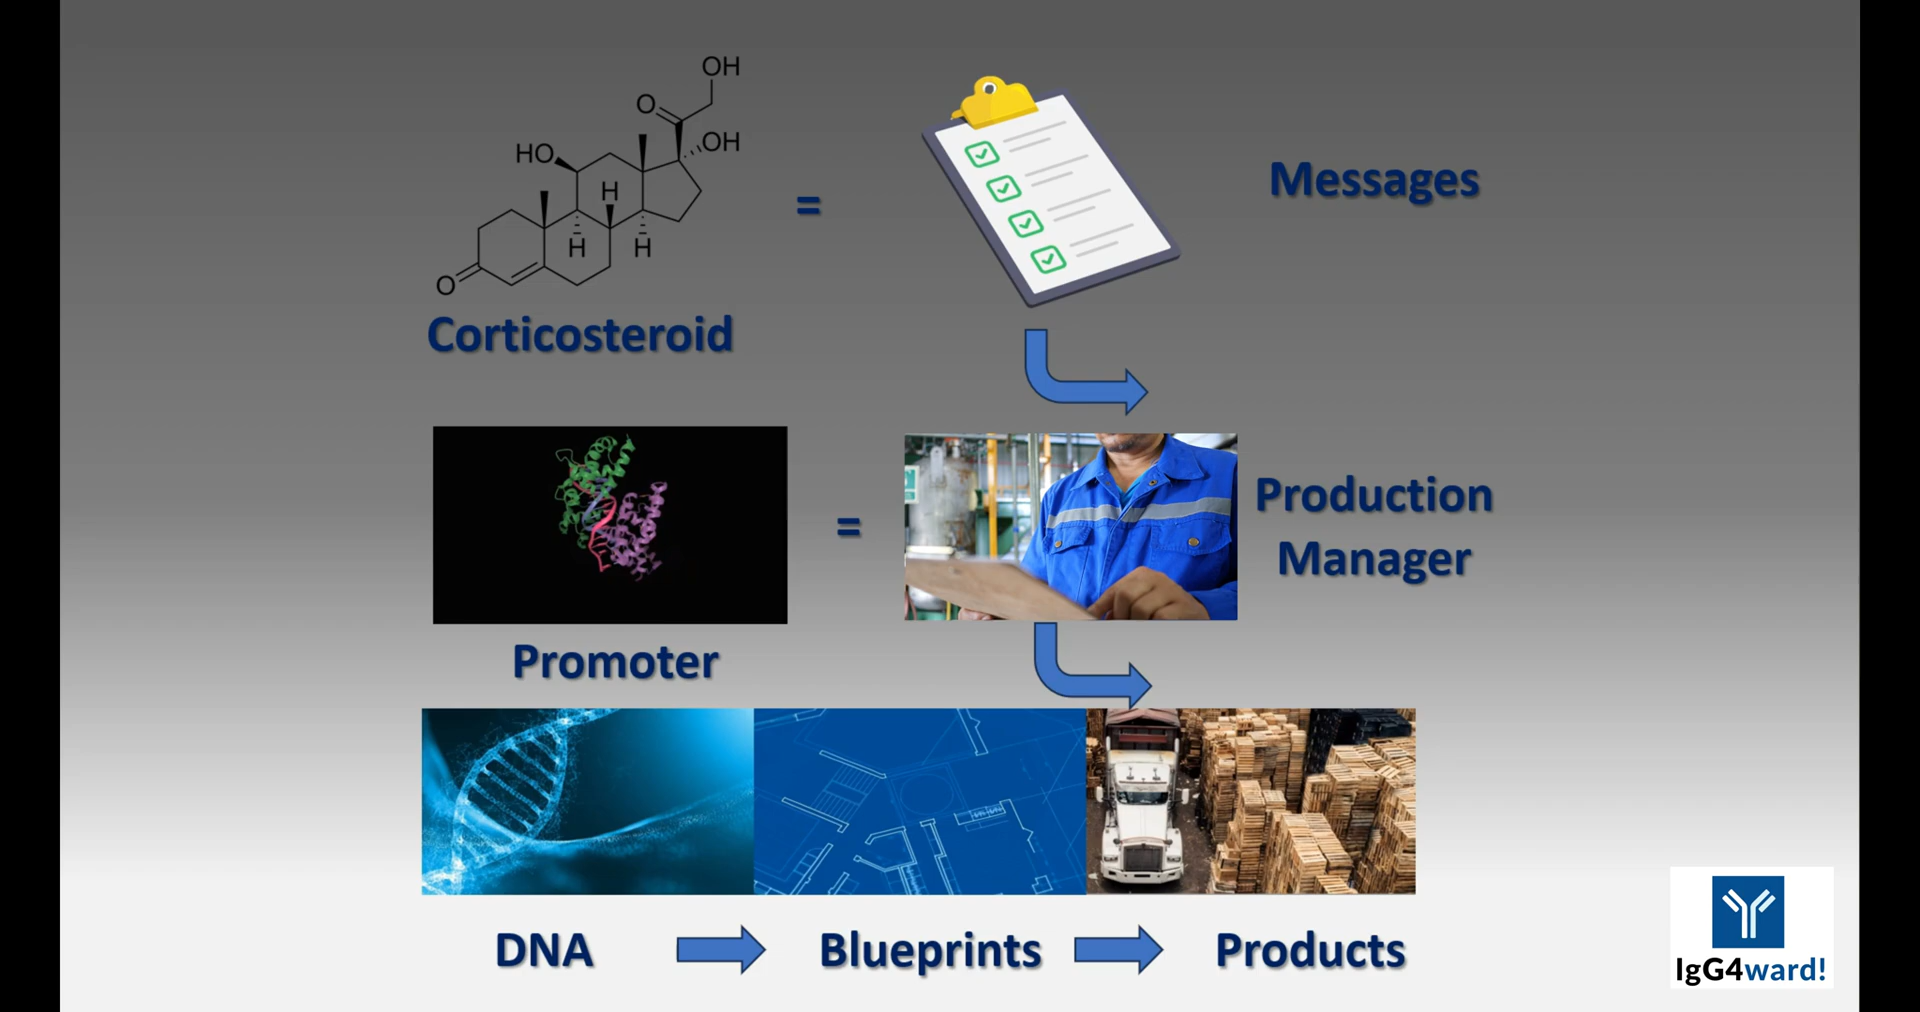 OH
O
HO
OH
H
H
H
O
=
Messages
Corticosteroid
=
Production
Manager
Promoter
DNA
Blueprints
Products
IgG4ward!